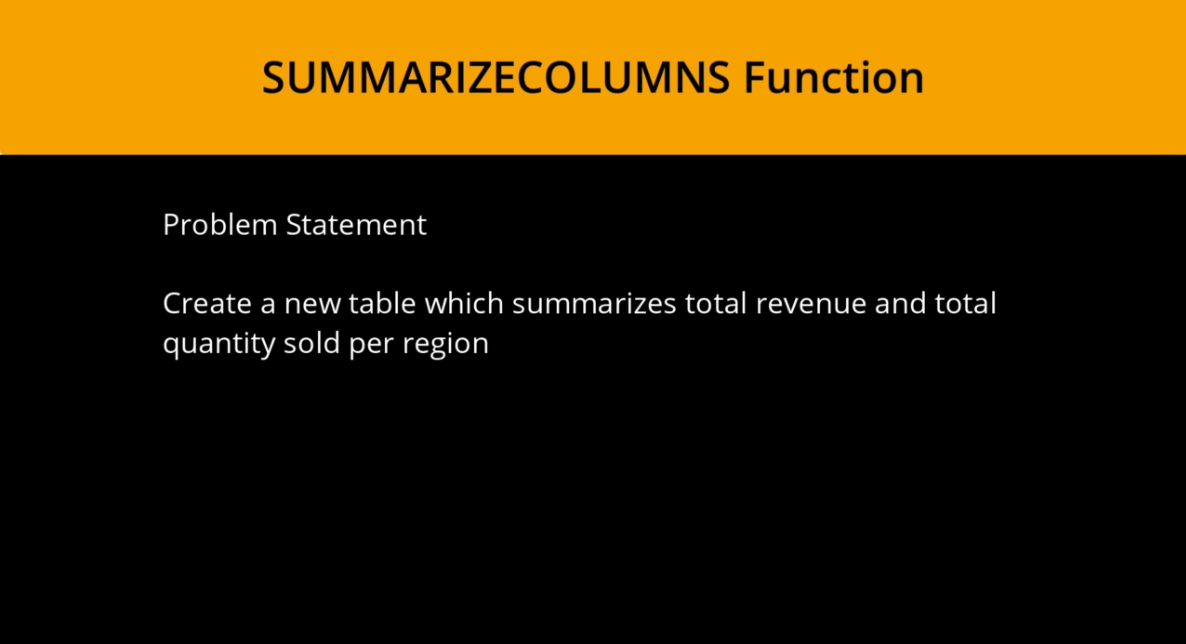 SUMMARIZECOLUMNS Function
Problem Statement
Create a new table which summarizes total revenue and total
quantity sold per region